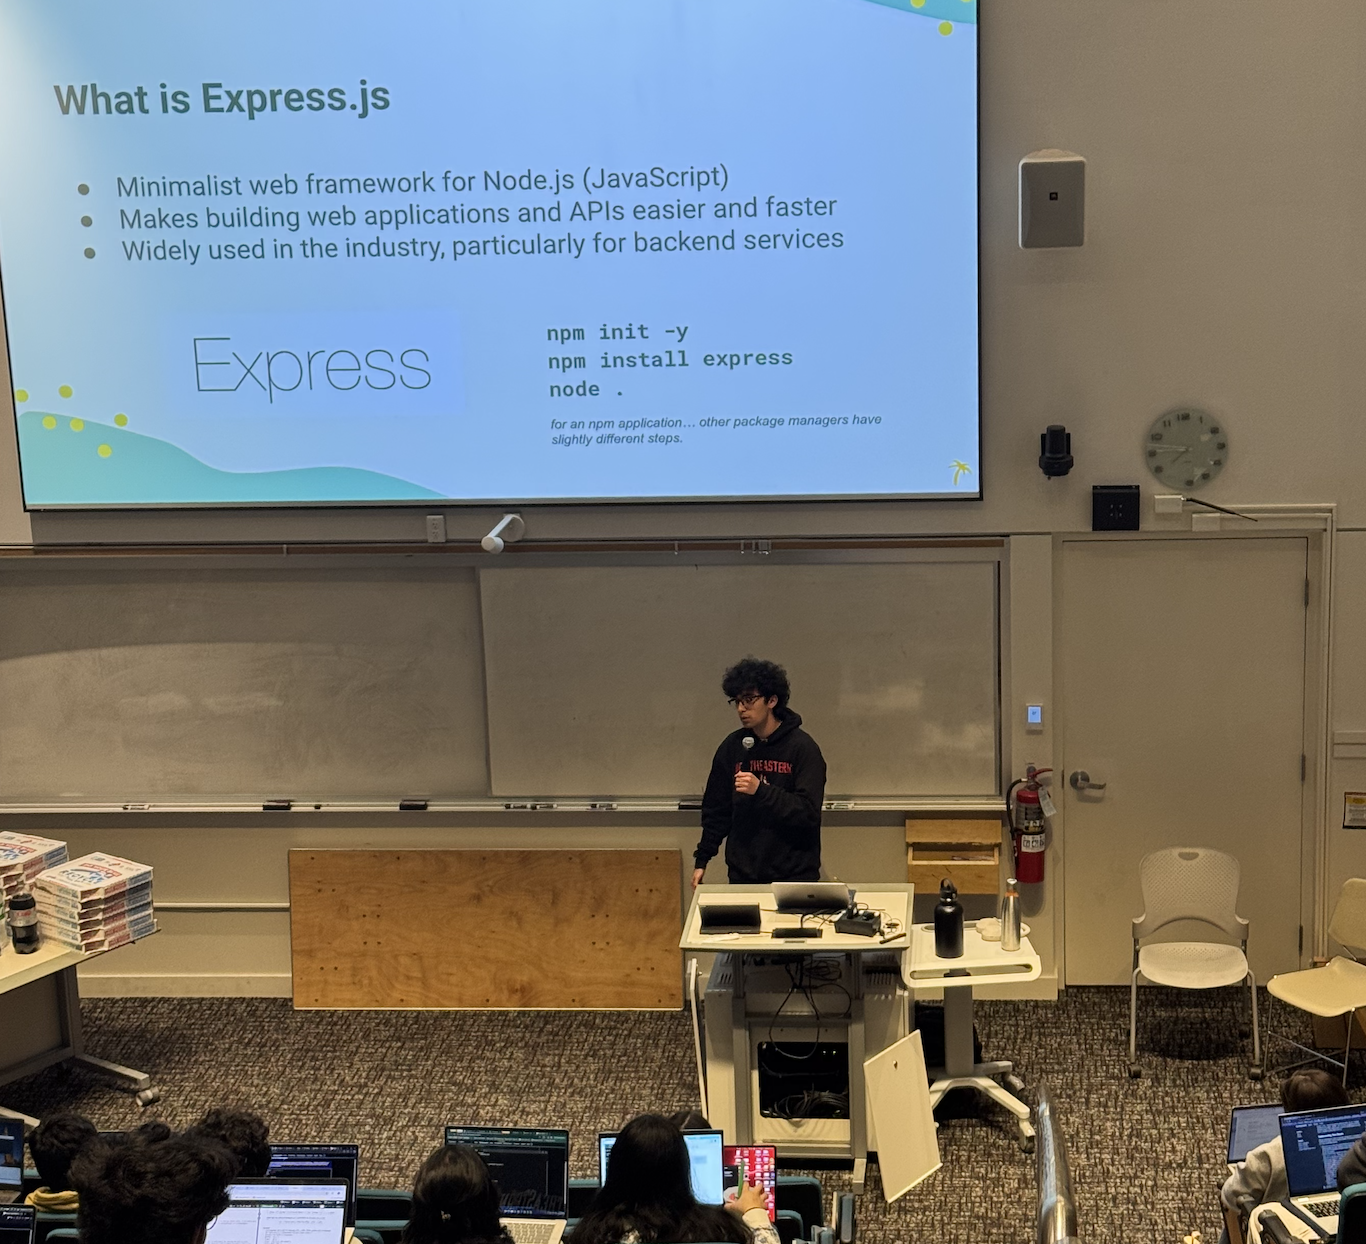 What is Express.js
Minimalist web framework for Node.js (JavaScript)
Makes building web applications and APIs easier and faster
Widely used in the industry, particularly for backend services
Express
npm init -y
npm install express
node .
for an npm application... other package managers have
slightly different steps.